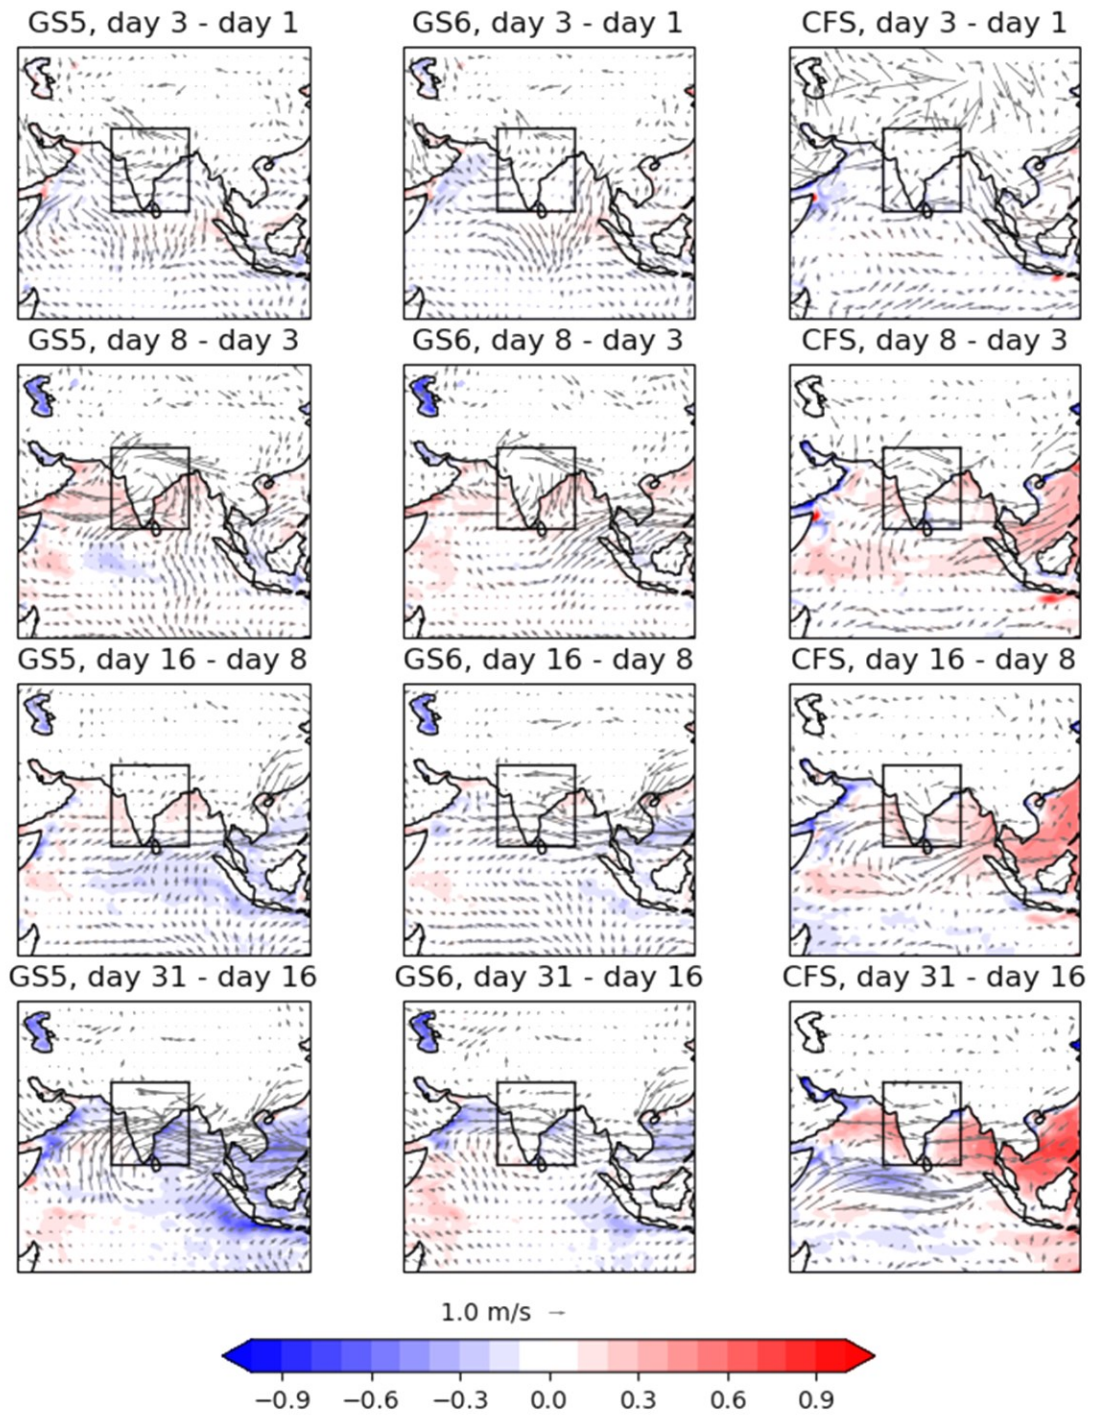 GS5, day 3 - day 1
GS6, day 3 - day 1
CFS, day 3 - day 1
GS5, day 8 - day 3
GS6, day 8 - day 3
CFS, day 8 - day 3
GS5, day 16 - day 8
GS6, day 16 - day 8
CFS, day 16 - day 8
GS5, day 31 - day 16
GS6, day 31 - day 16
CFS, day 31 - day 16
1.0 m/s
−0.9 −0.6 −0.3 0.0 0.3 0.6 0.9